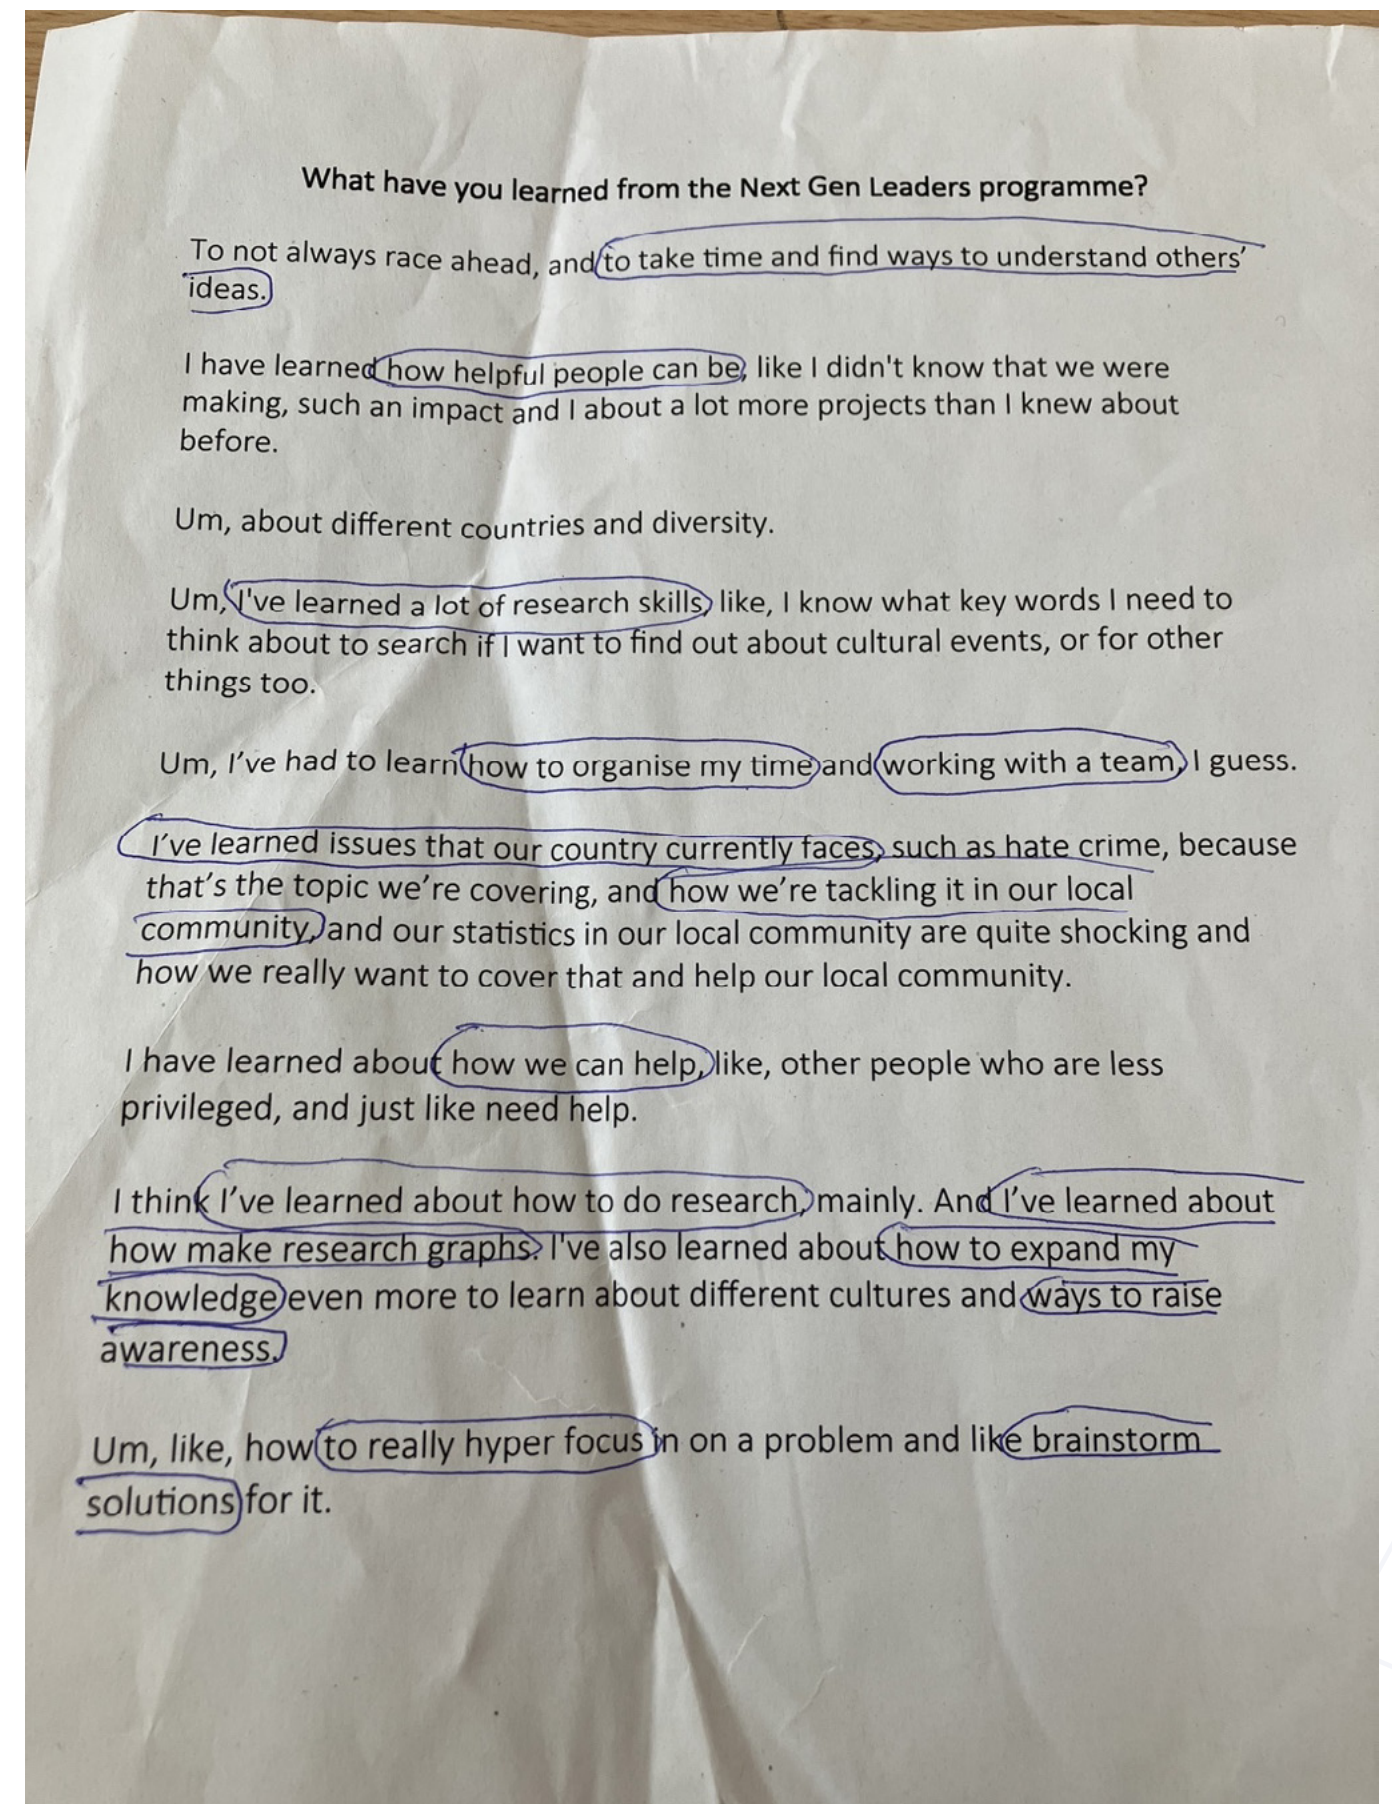 What have you learned from the Next Gen Leaders programme?
To not always race ahead, and to take time and find ways to understand others'
ideas.
I have learned how helpful people can be, like I didn't know that we were
making, such an impact and I about a lot more projects than I knew about
before.
Um, about different countries and diversity.
Um, I've learned a lot of research skills, like, I know what key words I need to
think about to search if I want to find out about cultural events, or for other
things too.
Um, I've had to learn how to organise my time and working with a team, I guess.
I've learned issues that our country currently faces, such as hate crime, because
that's the topic we're covering, and how we're tackling it in our local
community, and our statistics in our local community are quite shocking and
how we really want to cover that and help our local community.
I have learned about how we can help, like, other people who are less
privileged, and just like need help.
I think I've learned about how to do research, mainly. And I've learned about
how make research graphs. I've also learned about how to expand my
knowledge even more to learn about different cultures and ways to raise
awareness.
Um, like, how to really hyper focus in on a problem and like brainstorm
solutions for it.